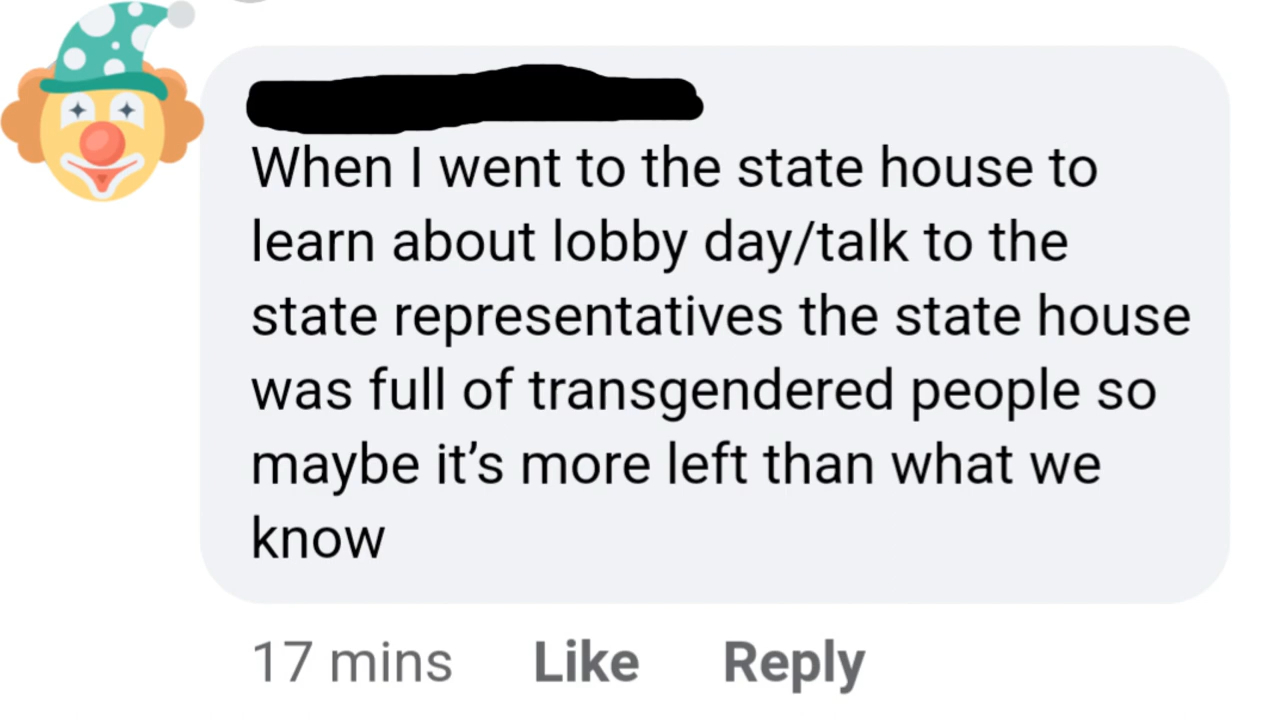 When I went to the state house to
learn about lobby day/talk to the
state representatives the state house
was full of transgendered people so
maybe it's more left than what we
know
17 mins Like Reply